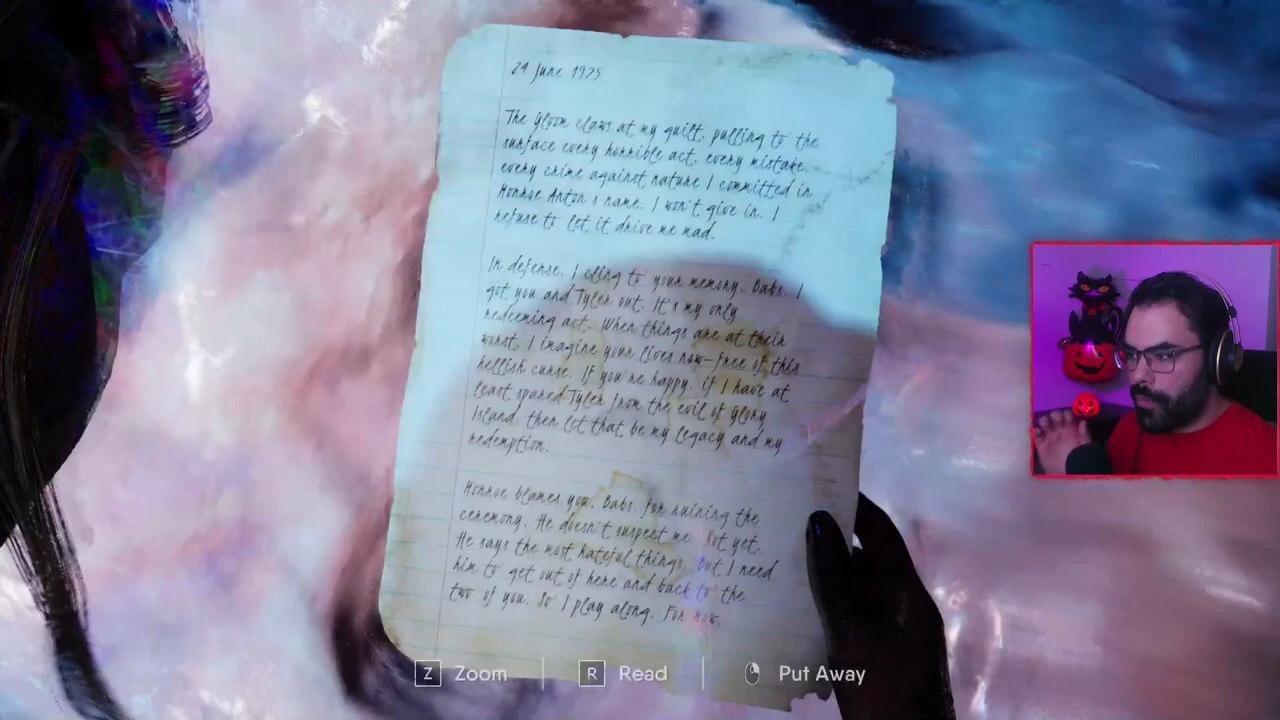 29 June 1925
The Gloom claws at my guilt, pulling to the
surface every horrible act, every mistake,
every crime against nature I committed in
Monroe Anton's name. I won't give in. I
refuse to let it drive me mad.
In defense, I cling to your memory, Babs. I
got you and Tyler out. It's my only
redeeming act. When things are at their
worst, I imagine your lives now—free of this
hellish curse. If you're happy, if I have at
least spared Tyler from the evil of Glory
Island, then let that be my legacy and my
redemption.
Monroe blames you, Babs, for ruining the
ceremony. He doesn't suspect me. Not yet.
He says the most hateful things. But I need
him to get out of here and back to the
two of you. So I play along. For now.
Z Zoom
R Read
Put Away